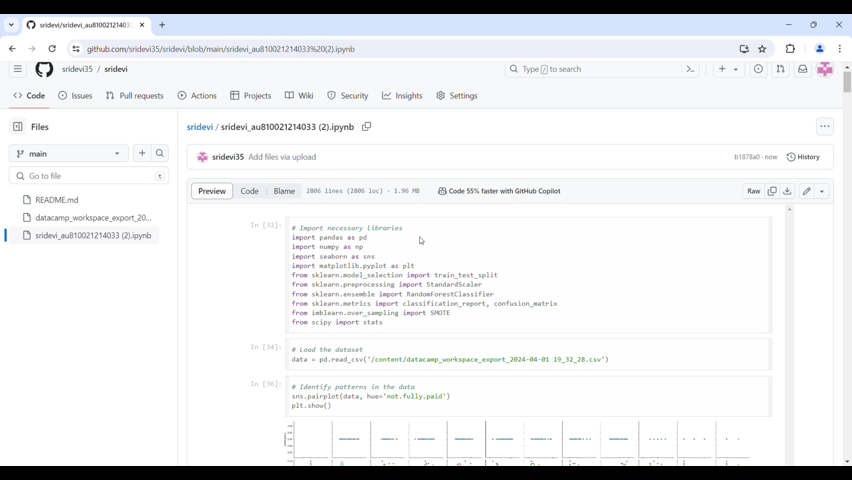 sridevi/sridevi_au810021214033
github.com/sridevi35/sridevi/blob/main/sridevi_au810021214033%20(2).ipynb
sridevi35 / sridevi
Type / to search
Code
Issues
Pull requests
Actions
Projects
Wiki
Security
Insights
Settings
Files
main
Go to file
t
README.md
datacamp_workspace_export_20...
sridevi_au810021214033 (2).ipynb
sridevi / sridevi_au810021214033 (2).ipynb
sridevi35 Add files via upload
b1878a0 · now
History
Preview
Code
Blame
2806 lines (2806 loc) · 1.96 MB
Code 55% faster with GitHub Copilot
Raw
In [32]:
# Import necessary libraries
import pandas as pd
import numpy as np
import seaborn as sns
import matplotlib.pyplot as plt
from sklearn.model_selection import train_test_split
from sklearn.preprocessing import StandardScaler
from sklearn.ensemble import RandomForestClassifier
from sklearn.metrics import classification_report, confusion_matrix
from imblearn.over_sampling import SMOTE
from scipy import stats
In [34]:
# Load the dataset
data = pd.read_csv('/content/datacamp_workspace_export_2024-04-01 19_32_28.csv')
In [36]:
# Identify patterns in the data
sns.pairplot(data, hue='not.fully.paid')
plt.show()